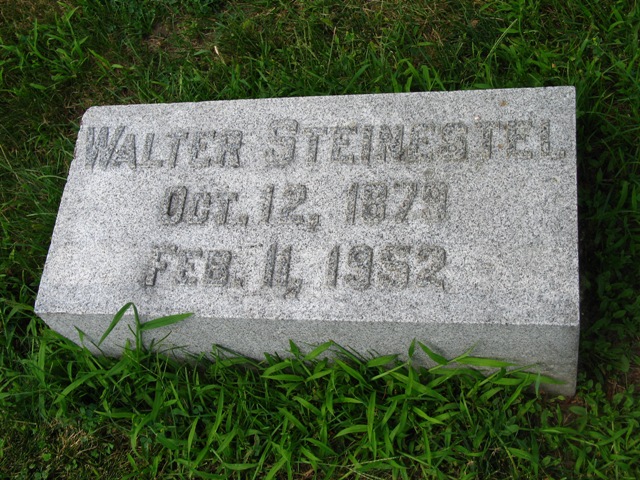 WALTER STEINESTEL
OCT. 12, 1879
FEB. 11, 1952